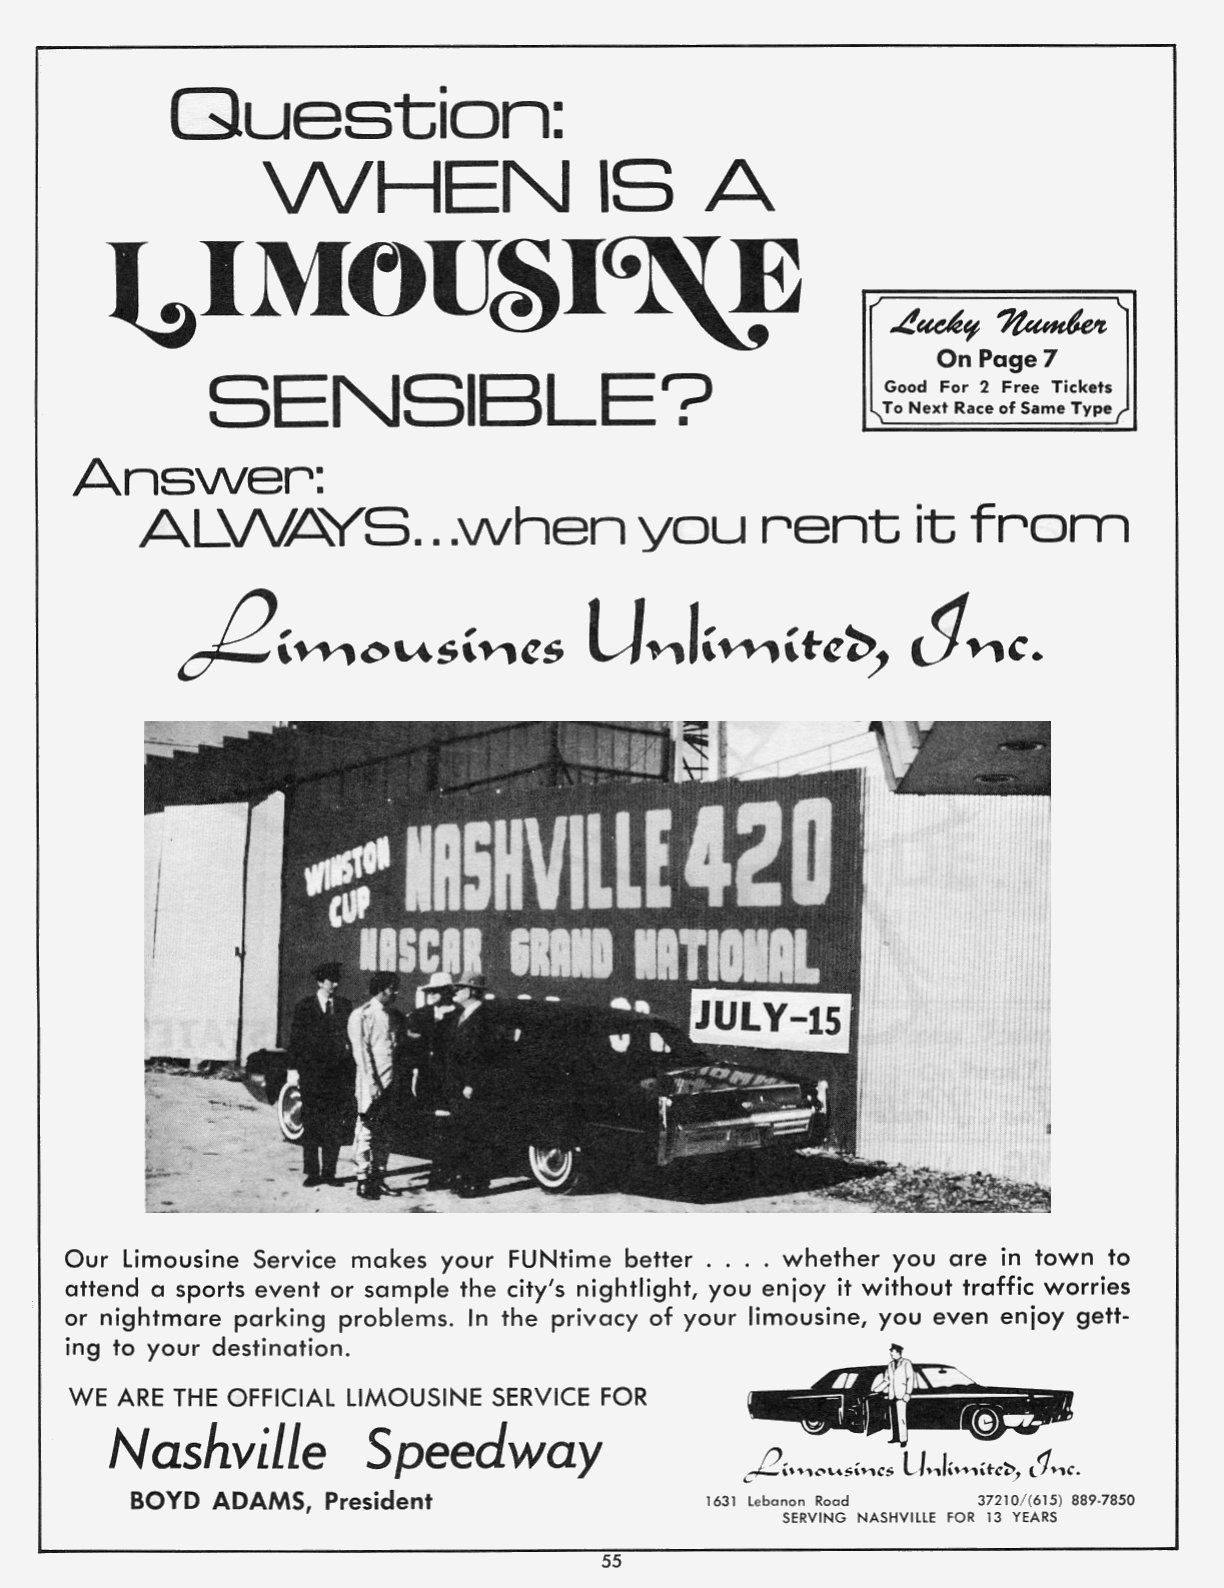 Question:
WHEN IS A
LIMOUSINE
SENSIBLE?
Lucky Number
On Page 7
Good For 2 Free Tickets
To Next Race of Same Type
Answer:
ALWAYS...when you rent it from
Limousines Unlimited, Inc.
NASHVILLE 420
WINSTON
CUP
NASCAR GRAND NATIONAL
JULY-15
Our Limousine Service makes your FUNtime better . . . . whether you are in town to
attend a sports event or sample the city's nightlight, you enjoy it without traffic worries
or nightmare parking problems. In the privacy of your limousine, you even enjoy gett-
ing to your destination.
WE ARE THE OFFICIAL LIMOUSINE SERVICE FOR
Nashville Speedway
BOYD ADAMS, President
Limousines Unlimited, Inc.
1631 Lebanon Road 37210/(615) 889-7850
SERVING NASHVILLE FOR 13 YEARS
55